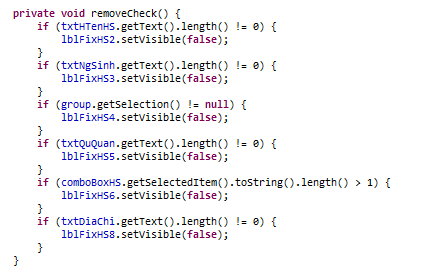 private void removeCheck() {
    if (txtHTenHS.getText().length() != 0) {
        lblFixHS2.setVisible(false);
    }
    if (txtNgSinh.getText().length() != 0) {
        lblFixHS3.setVisible(false);
    }
    if (group.getSelection() != null) {
        lblFixHS4.setVisible(false);
    }
    if (txtQuQuan.getText().length() != 0) {
        lblFixHS5.setVisible(false);
    }
    if (comboBoxHS.getSelectedItem().toString().length() > 1) {
        lblFixHS6.setVisible(false);
    }
    if (txtDiaChi.getText().length() != 0) {
        lblFixHS8.setVisible(false);
    }
}